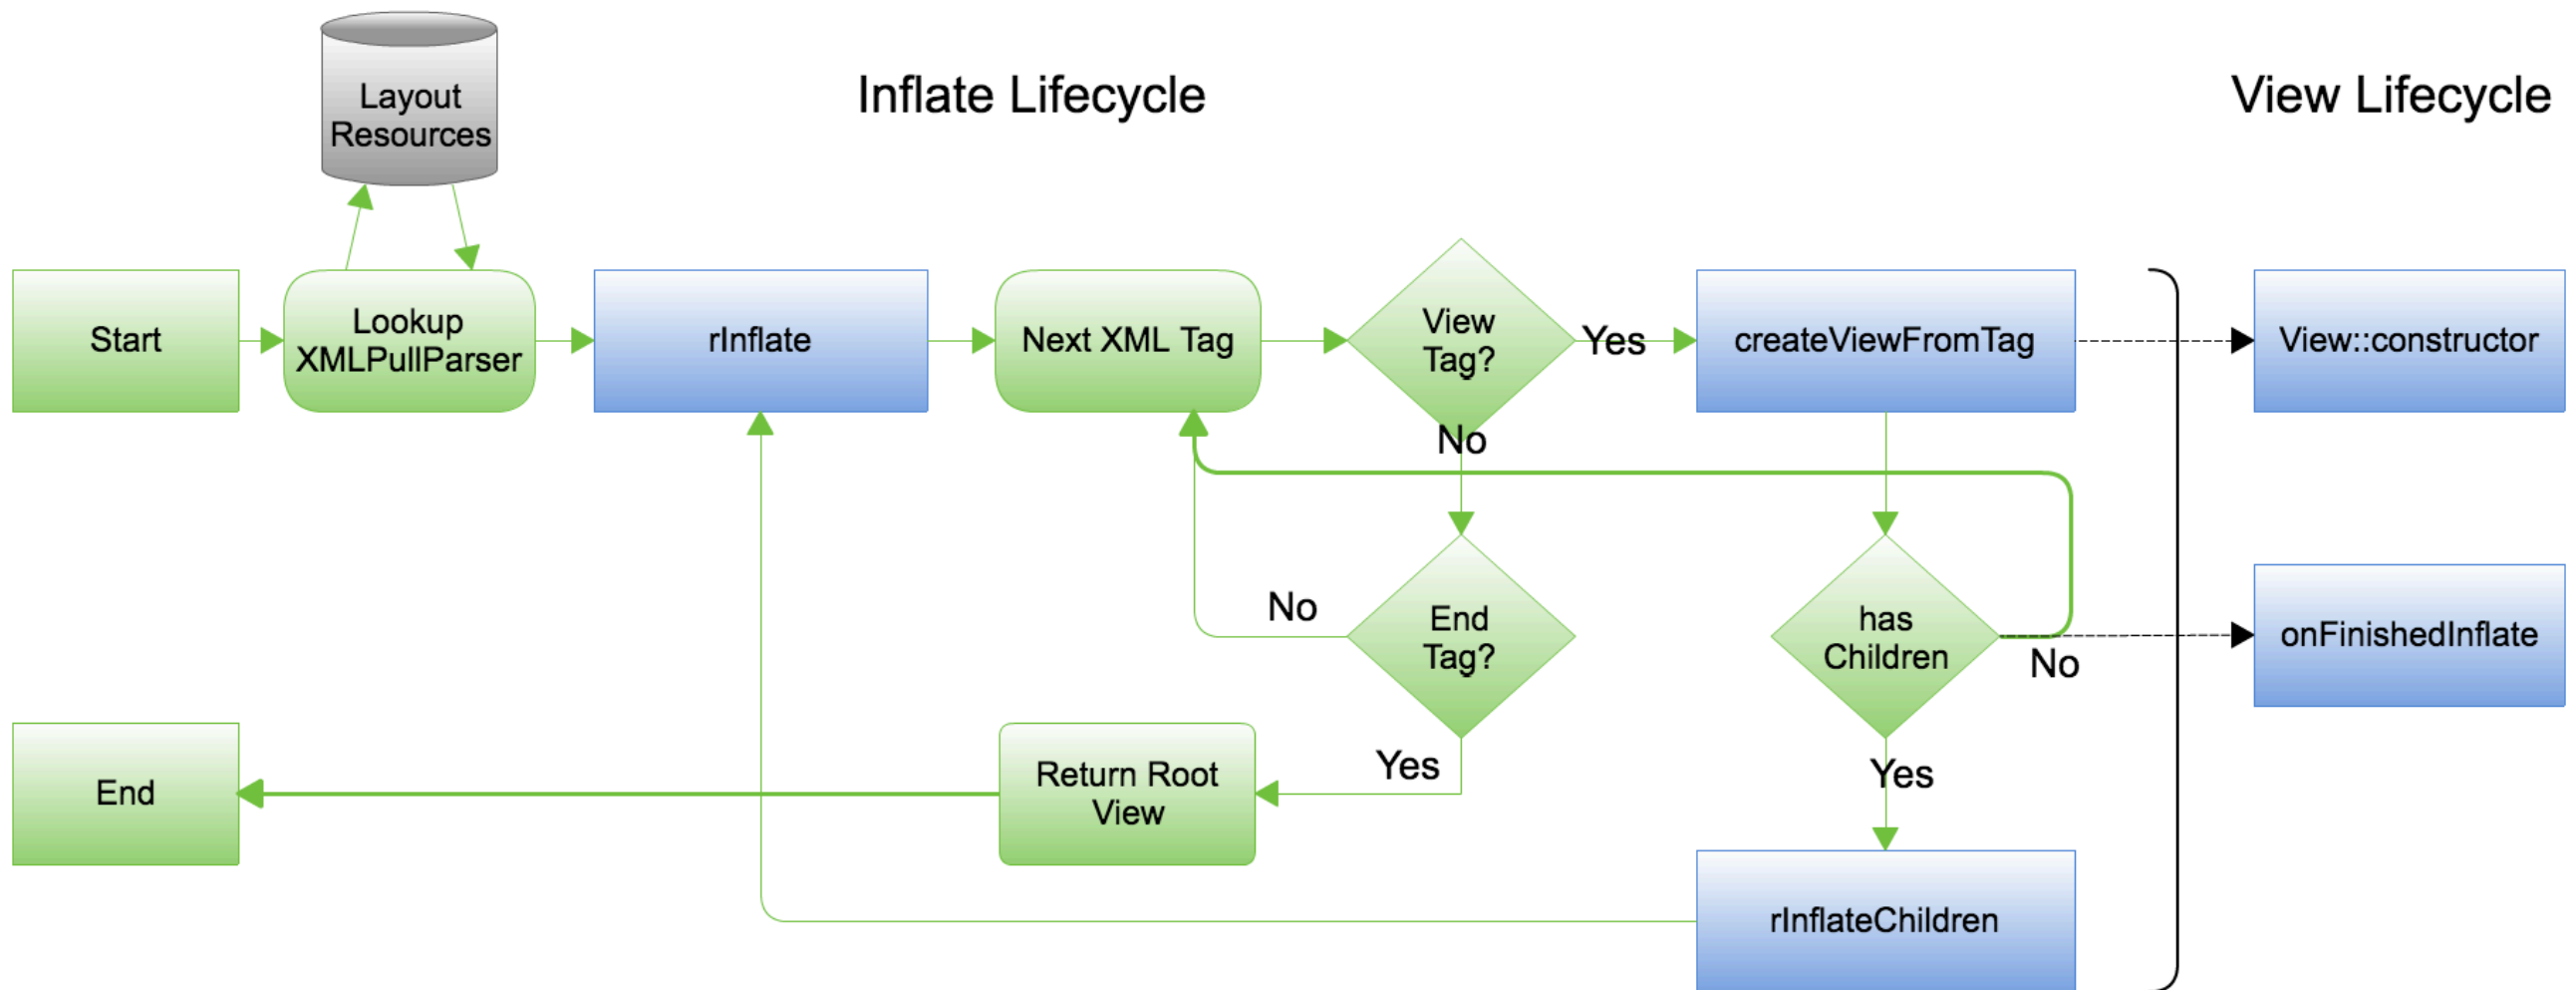 Layout
Resources
Inflate Lifecycle
View Lifecycle
Start
Lookup
XMLPullParser
rInflate
Next XML Tag
View
Tag?
Yes
createViewFromTag
View::constructor
No
No
End
Tag?
has
Children
No
onFinishedInflate
End
Return Root
View
Yes
Yes
rInflateChildren